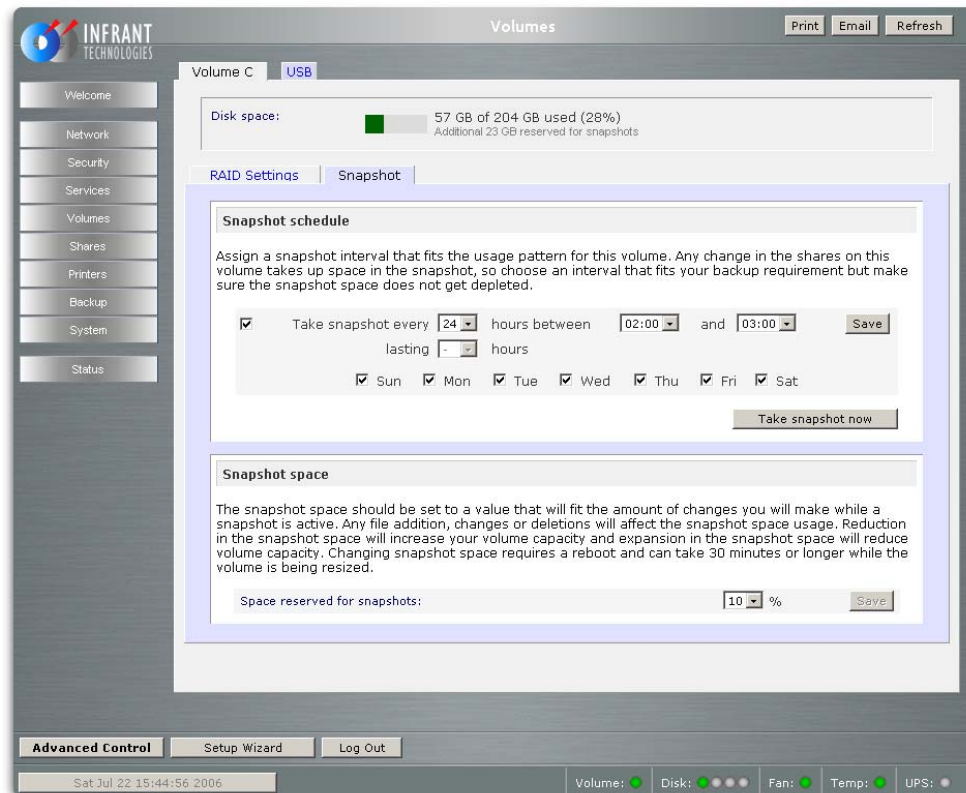 INFRANT
TECHNOLOGIES
Volumes
Print Email Refresh
Welcome
Network
Security
Services
Volumes
Shares
Printers
Backup
System
Status
Volume C USB
Disk space: 57 GB of 204 GB used (28%)
Additional 23 GB reserved for snapshots
RAID Settings Snapshot
Snapshot schedule
Assign a snapshot interval that fits the usage pattern for this volume. Any change in the shares on this
volume takes up space in the snapshot, so choose an interval that fits your backup requirement but make
sure the snapshot space does not get depleted.
Take snapshot every 24 hours between 02:00 and 03:00 Save
lasting - hours
Sun Mon Tue Wed Thu Fri Sat
Take snapshot now
Snapshot space
The snapshot space should be set to a value that will fit the amount of changes you will make while a
snapshot is active. Any file addition, changes or deletions will affect the snapshot space usage. Reduction
in the snapshot space will increase your volume capacity and expansion in the snapshot space will reduce
volume capacity. Changing snapshot space requires a reboot and can take 30 minutes or longer while the
volume is being resized.
Space reserved for snapshots: 10 % Save
Advanced Control Setup Wizard Log Out
Sat Jul 22 15:44:56 2006 Volume: Disk: Fan: Temp: UPS: